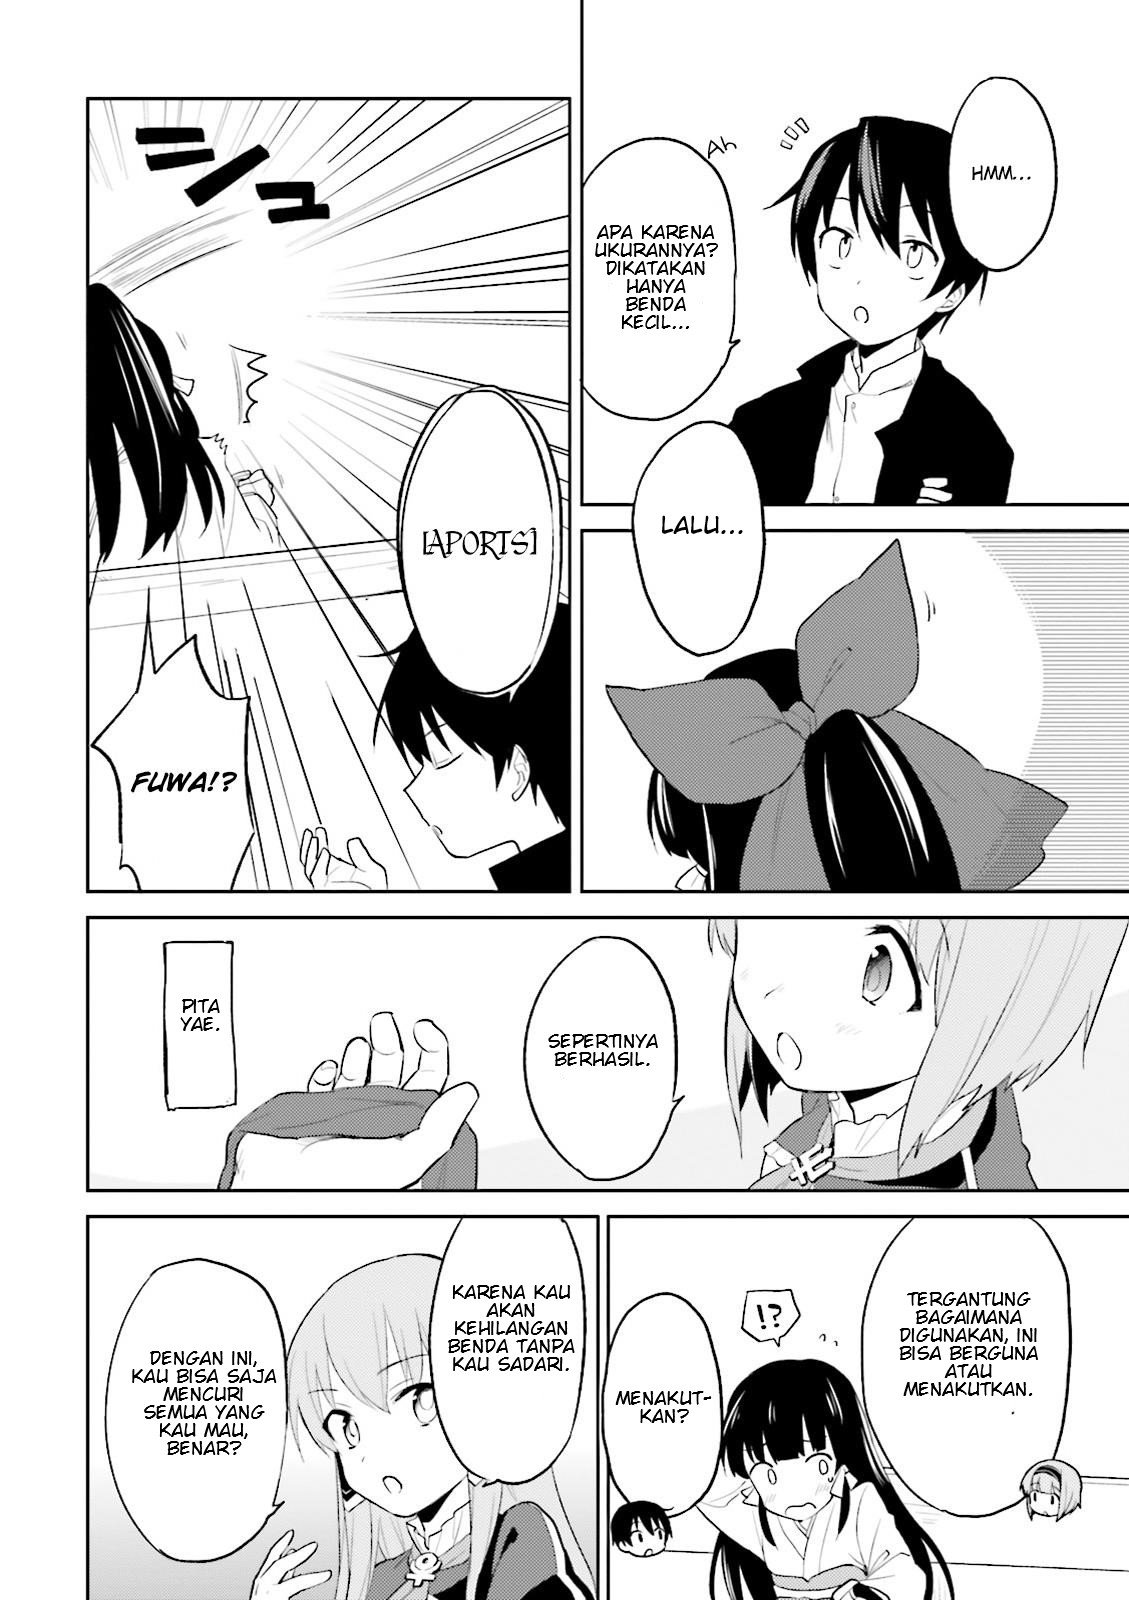 HMM...
Ah
APA KARENA
UKURANNYA?
DIKATAKAN
HANYA
BENDA
KECIL...
LALU...
ヒュン
[APORTS]
FUWA!?
SEPERTINYA
BERHASIL.
PITA
YAE.
TERGANTUNG
BAGAIMANA
DIGUNAKAN, INI
BISA BERGUNA
ATAU
MENAKUTKAN.
!?
MENAKUT-
KAN?
KARENA KAU
AKAN
KEHILANGAN
BENDA TANPA
KAU SADARI.
DENGAN INI,
KAU BISA SAJA
MENCURI
SEMUA YANG
KAU MAU,
BENAR?